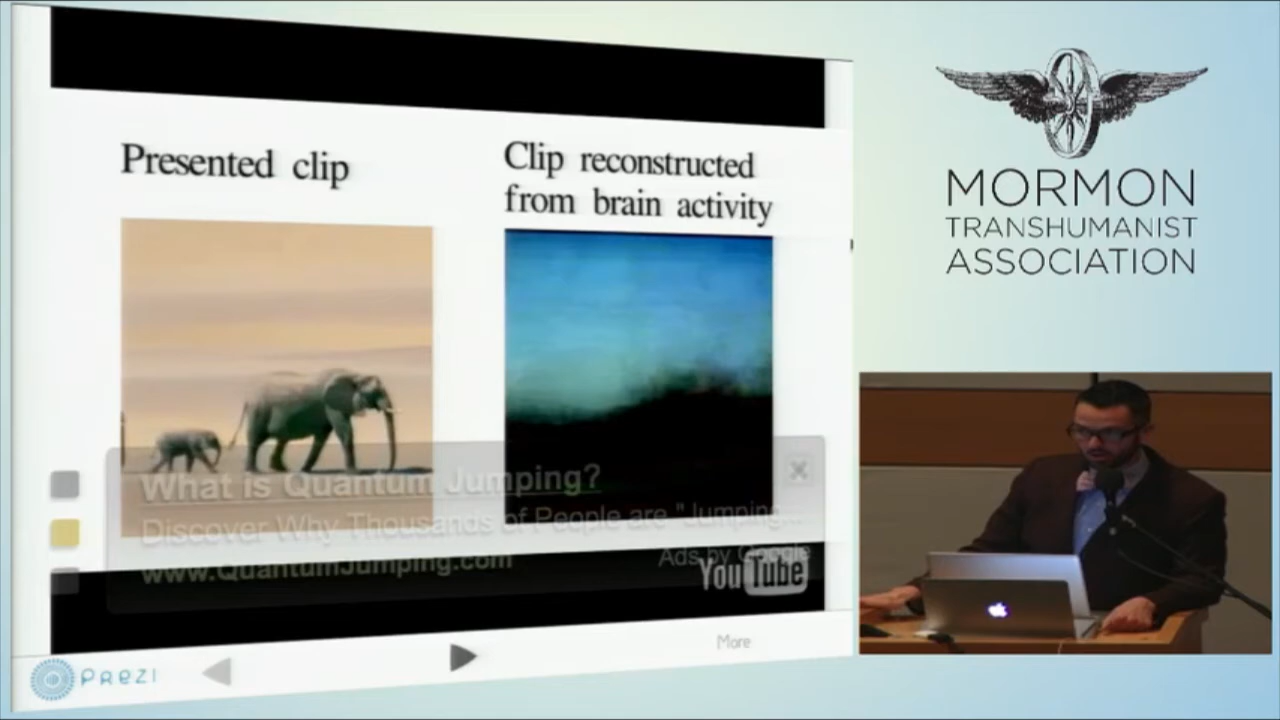 Presented clip
Clip reconstructed
from brain activity
What is Quantum Jumping?
Discover Why Thousands of People are "Jumping...
www.QuantumJumping.com
Ads by Google
YouTube
More
PREZI
MORMON
TRANSHUMANIST
ASSOCIATION